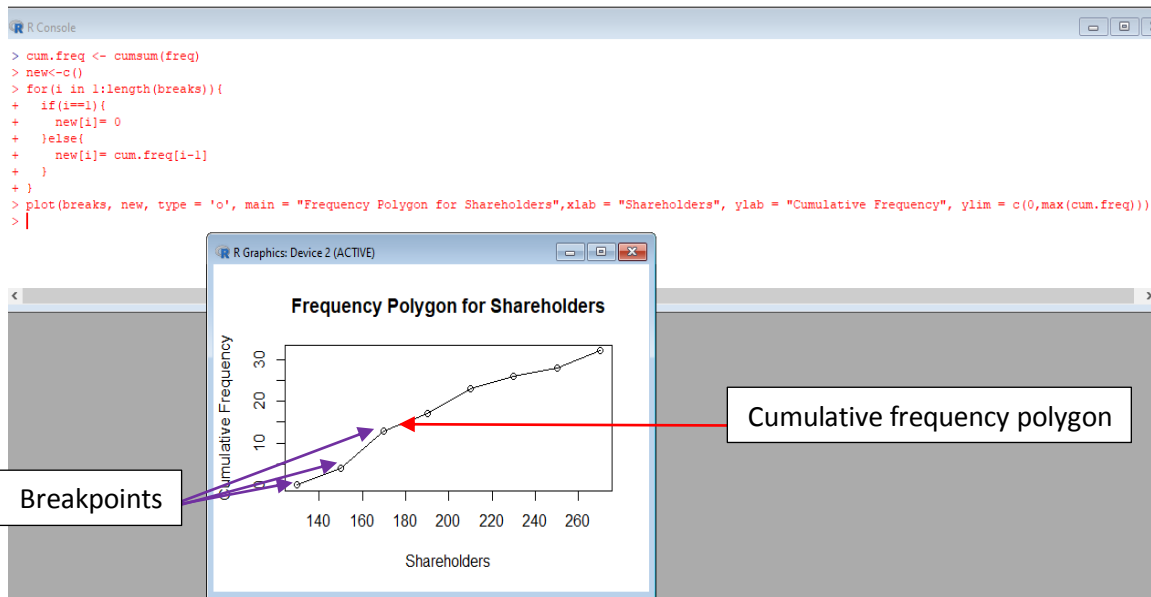 R Console
> cum.freq <- cumsum(freq)
> new<-c()
> for(i in 1:length(breaks)){
+   if(i==1){
+     new[i]= 0
+   }else{
+     new[i]= cum.freq[i-1]
+   }
+ }
> plot(breaks, new, type = 'o', main = "Frequency Polygon for Shareholders",xlab = "Shareholders", ylab = "Cumulative Frequency", ylim = c(0,max(cum.freq)))
>
R Graphics: Device 2 (ACTIVE)
Frequency Polygon for Shareholders
Cumulative Frequency
30
20
10
0
140 160 180 200 220 240 260
Shareholders
Cumulative frequency polygon
Breakpoints